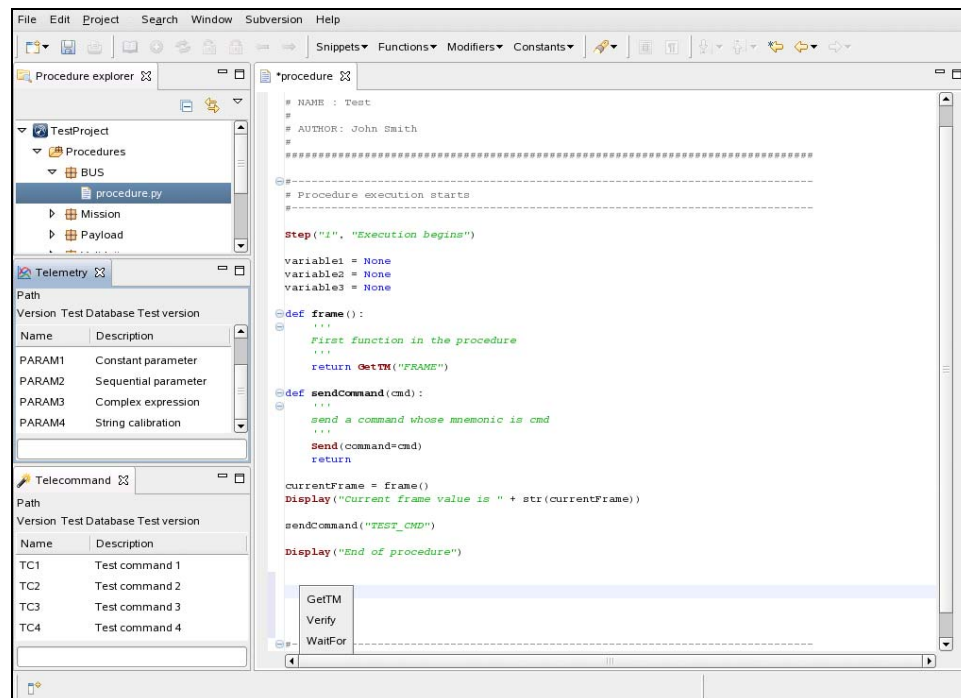 File Edit Project Search Window Subversion Help
Snippets Functions Modifiers Constants
Procedure explorer
TestProject
Procedures
BUS
procedure.py
Mission
Payload
Telemetry
Path
Version Test Database Test version
Name Description
PARAM1 Constant parameter
PARAM2 Sequential parameter
PARAM3 Complex expression
PARAM4 String calibration
Telecommand
Path
Version Test Database Test version
Name Description
TC1 Test command 1
TC2 Test command 2
TC3 Test command 3
TC4 Test command 4
*procedure
# NAME : Test
#
# AUTHOR: John Smith
#
################################################################################
#-------------------------------------------------------------------------------
# Procedure execution starts
#-------------------------------------------------------------------------------
Step("1", "Execution begins")
variable1 = None
variable2 = None
variable3 = None
def frame():
'''
First function in the procedure
'''
return GetTM("FRAME")
def sendCommand(cmd):
'''
send a command whose mnemonic is cmd
'''
Send(command=cmd)
return
currentFrame = frame()
Display("Current frame value is " + str(currentFrame))
sendCommand("TEST_CMD")
Display("End of procedure")
GetTM
Verify
WaitFor
#-------------------------------------------------------------------------------